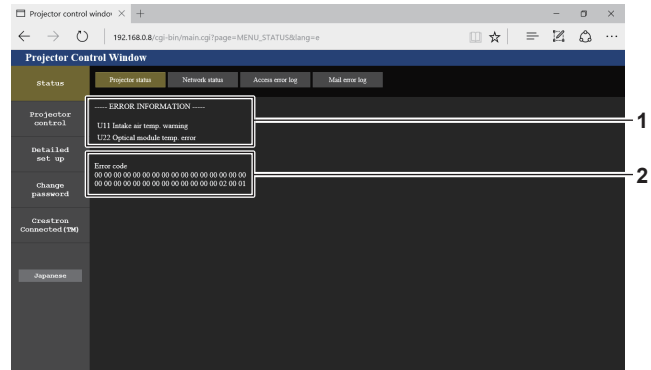 Projector control window
192.168.0.8/cgi-bin/main.cgi?page=MENU_STATUS&lang=e
Projector Control Window
Status
Projector status
Network status
Access error log
Mail error log
Projector
control
Detailed
set up
Change
password
Crestron
Connected(TM)
Japanese
----- ERROR INFORMATION -----
U11 Intake air temp. warning
U22 Optical module temp. error
1
Error code
00 00 00 00 00 00 00 00 00 00 00 00 00 00 00 00
00 00 00 00 00 00 00 00 00 00 00 00 00 02 00 01
2